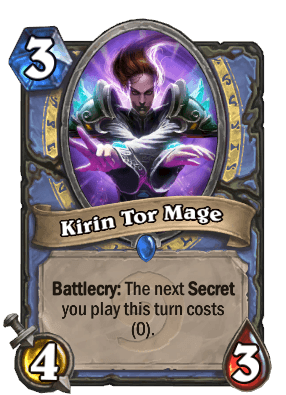 3
Kirin Tor Mage
Battlecry: The next Secret
you play this turn costs
(0).
4
3